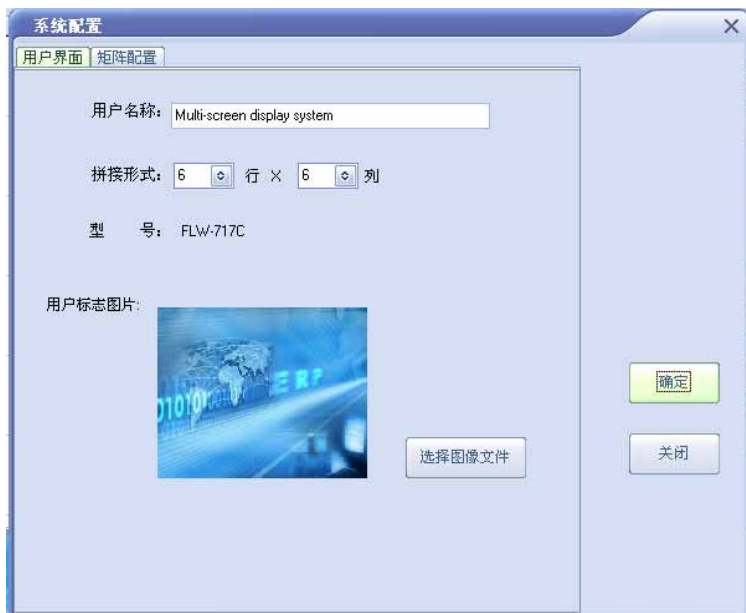 系统配置
用户界面 矩阵配置
用户名称: Multi-screen display system
拼接形式: 6 行 X 6 列
型 号: FLW-717C
用户标志图片:
ERP
01010101
选择图像文件
确定
关闭